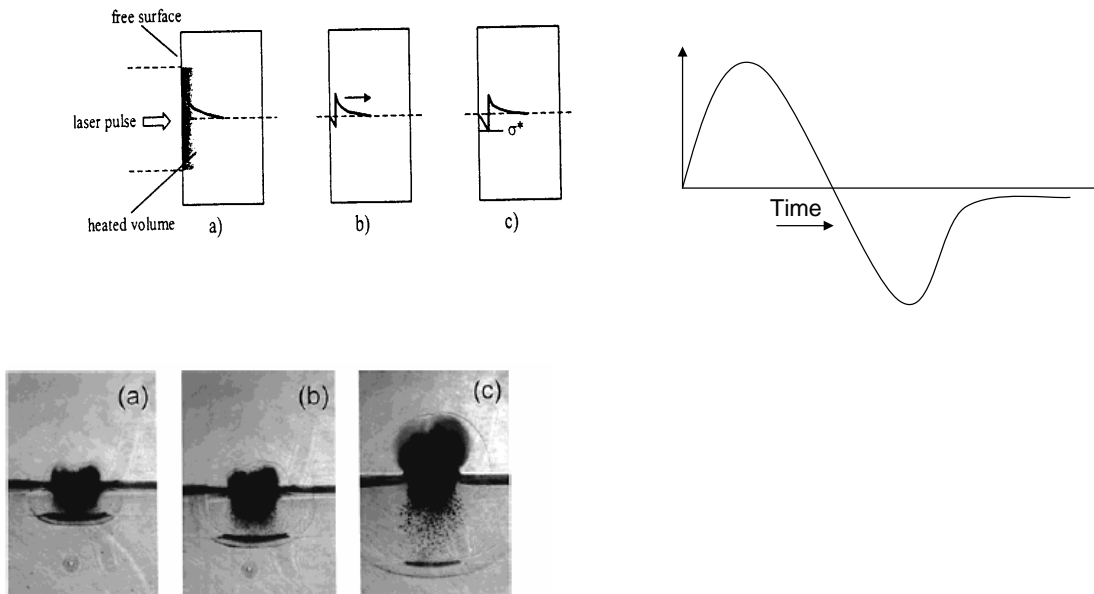 free surface
laser pulse
heated volume
a)
b)
c)
σ*
Time
(a)
(b)
(c)